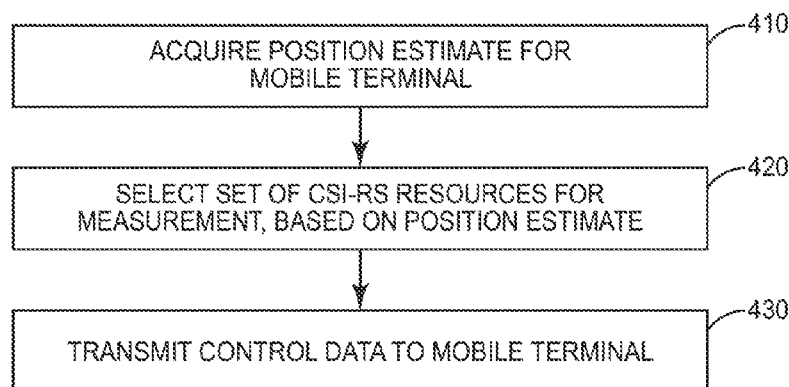 410
ACQUIRE POSITION ESTIMATE FOR
MOBILE TERMINAL
420
SELECT SET OF CSI-RS RESOURCES FOR
MEASUREMENT, BASED ON POSITION ESTIMATE
430
TRANSMIT CONTROL DATA TO MOBILE TERMINAL